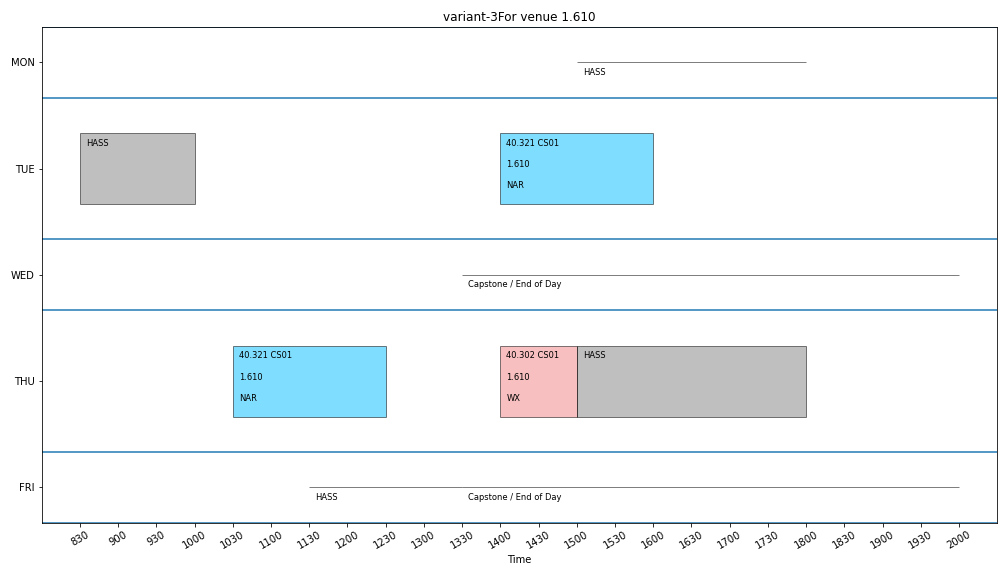 variant-3For venue 1.610
MON
HASS
TUE
HASS
40.321 CS01
1.610
NAR
WED
Capstone / End of Day
THU
40.321 CS01
1.610
NAR
40.302 CS01
1.610
WX
HASS
FRI
HASS
Capstone / End of Day
830 900 930 1000 1030 1100 1130 1200 1230 1300 1330 1400 1430 1500 1530 1600 1630 1700 1730 1800 1830 1900 1930 2000
Time